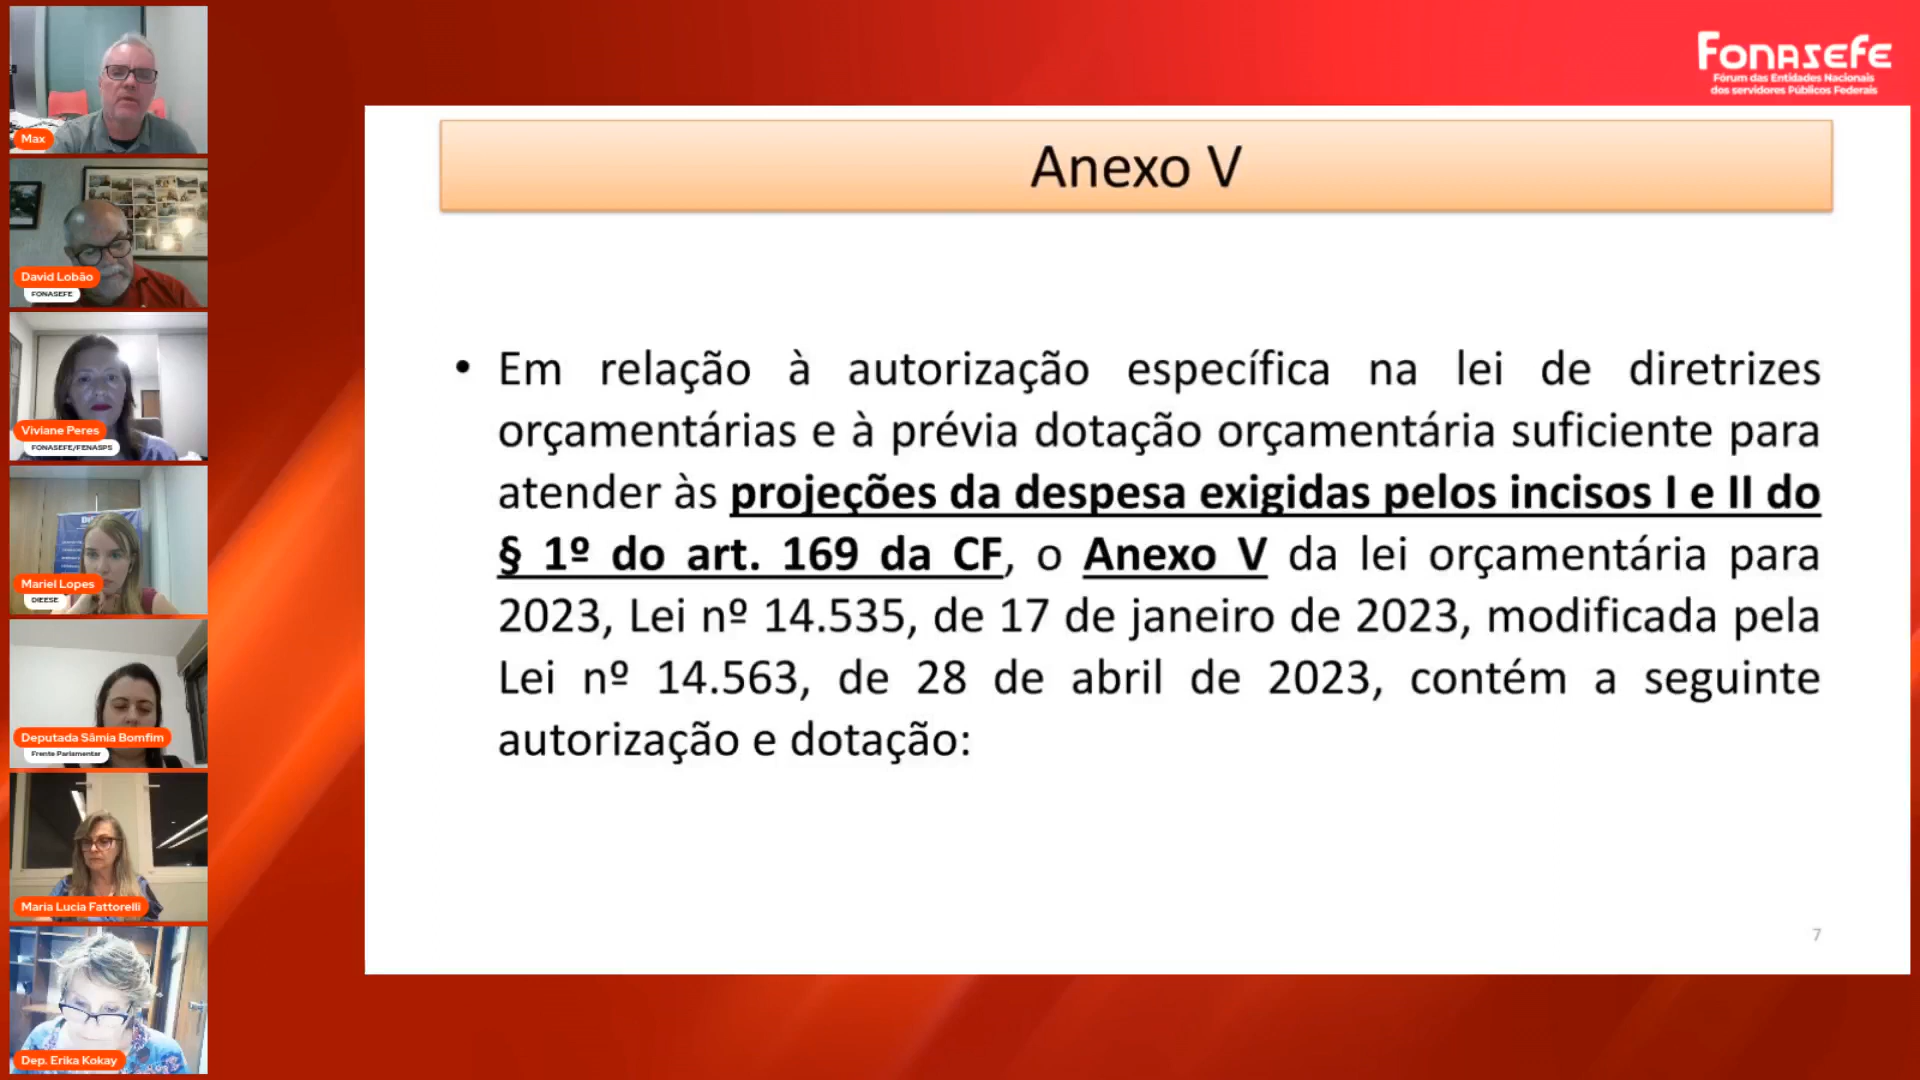 Max
David Lobão
FONASEFE
Viviane Peres
FONASEFE/FENASPS
Mariel Lopes
DIEESE
Deputada Sâmia Bomfim
Frente Parlamentar
Maria Lucia Fattorelli
Dep. Erika Kokay
FONASEFE
Fórum das Entidades Nacionais
dos servidores Públicos Federais
Anexo V
• Em relação à autorização específica na lei de diretrizes
orçamentárias e à prévia dotação orçamentária suficiente para
atender às projeções da despesa exigidas pelos incisos I e II do
§ 1º do art. 169 da CF, o Anexo V da lei orçamentária para
2023, Lei nº 14.535, de 17 de janeiro de 2023, modificada pela
Lei nº 14.563, de 28 de abril de 2023, contém a seguinte
autorização e dotação:
7